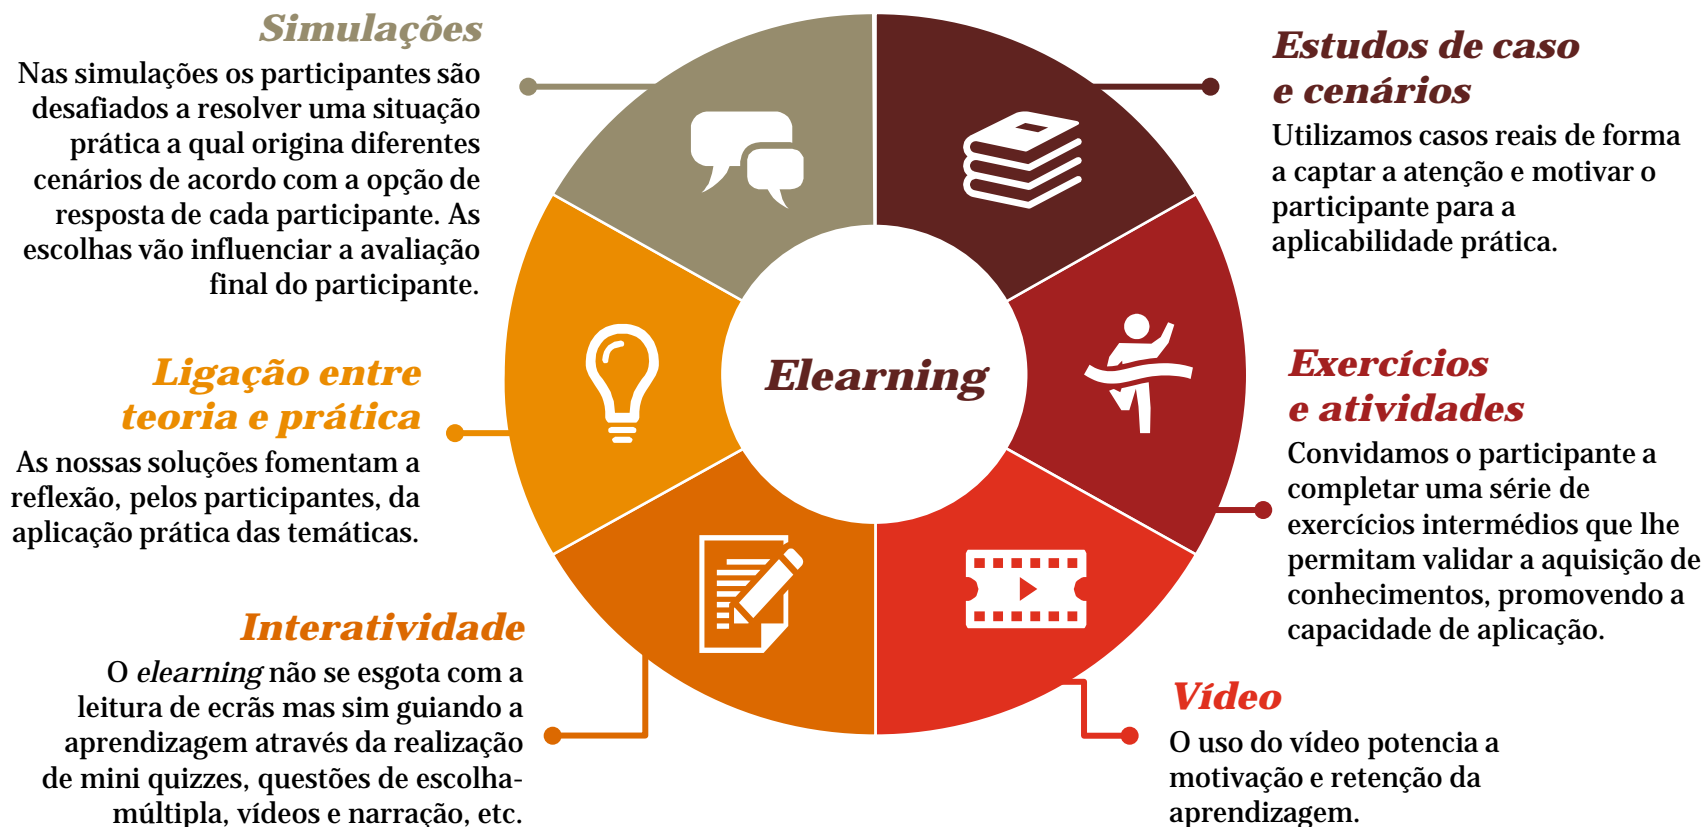 Simulações
Nas simulações os participantes são
desafiados a resolver uma situação
prática a qual origina diferentes
cenários de acordo com a opção de
resposta de cada participante. As
escolhas vão influenciar a avaliação
final do participante.
Ligação entre
teoria e prática
As nossas soluções fomentam a
reflexão, pelos participantes, da
aplicação prática das temáticas.
Interatividade
O elearning não se esgota com a
leitura de ecrãs mas sim guiando a
aprendizagem através da realização
de mini quizzes, questões de escolha-
múltipla, vídeos e narração, etc.
Elearning
Estudos de caso
e cenários
Utilizamos casos reais de forma
a captar a atenção e motivar o
participante para a
aplicabilidade prática.
Exercícios
e atividades
Convidamos o participante a
completar uma série de
exercícios intermédios que lhe
permitam validar a aquisição de
conhecimentos, promovendo a
capacidade de aplicação.
Vídeo
O uso do vídeo potencia a
motivação e retenção da
aprendizagem.